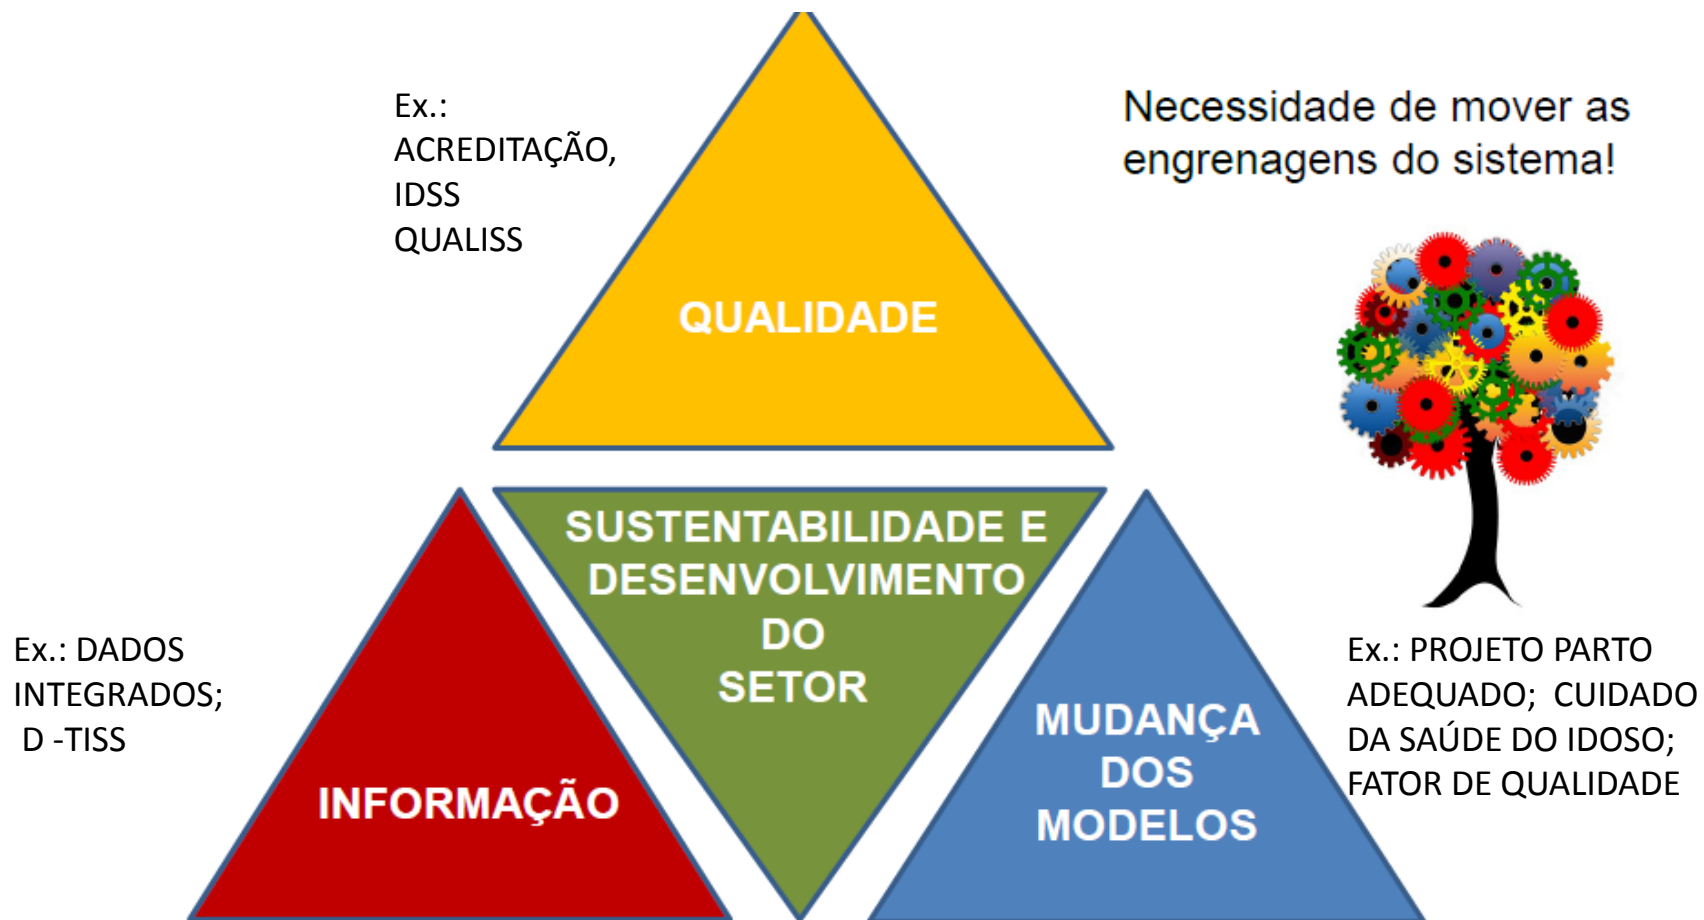 Ex.:
ACREDITAÇÃO,
IDSS
QUALISS
Necessidade de mover as
engrenagens do sistema!
QUALIDADE
SUSTENTABILIDADE E
DESENVOLVIMENTO
DO
SETOR
Ex.: DADOS
INTEGRADOS;
D -TISS
INFORMAÇÃO
MUDANÇA
DOS
MODELOS
Ex.: PROJETO PARTO
ADEQUADO; CUIDADO
DA SAÚDE DO IDOSO;
FATOR DE QUALIDADE